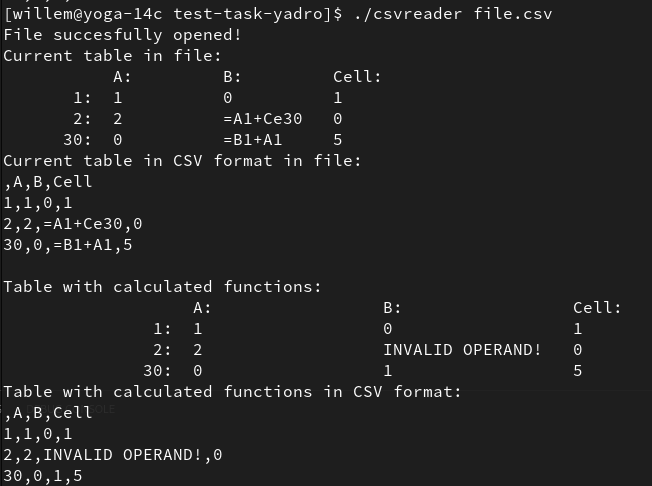 [willem@yoga-14c test-task-yadro]$ ./csvreader file.csv
File succesfully opened!
Current table in file:
A: B: Cell:
1: 1 0 1
2: 2 =A1+Ce30 0
30: 0 =B1+A1 5
Current table in CSV format in file:
,A,B,Cell
1,1,0,1
2,2,=A1+Ce30,0
30,0,=B1+A1,5
Table with calculated functions:
A: B: Cell:
1: 1 0 1
2: 2 INVALID OPERAND! 0
30: 0 1 5
Table with calculated functions in CSV format:
,A,B,Cell
1,1,0,1
2,2,INVALID OPERAND!,0
30,0,1,5